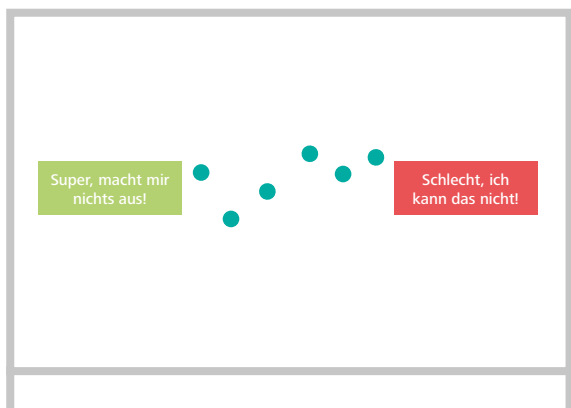 Super, macht mir
nichts aus!
Schlecht, ich
kann das nicht!